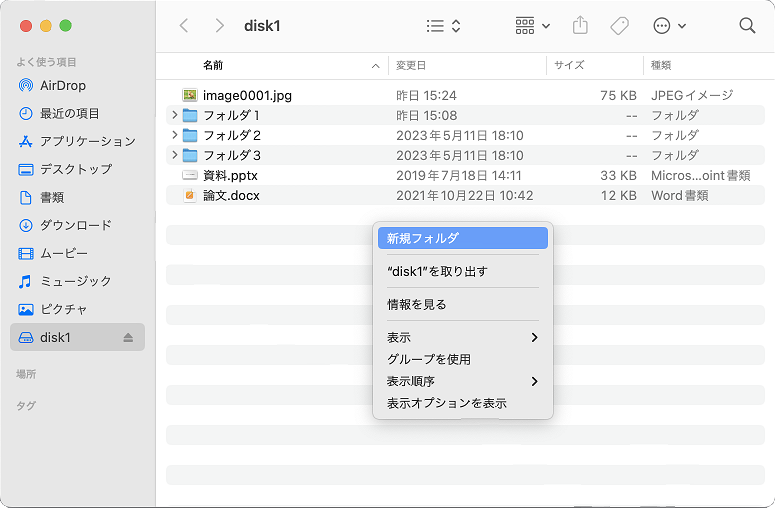 disk1
よく使う項目
AirDrop
最近の項目
アプリケーション
デスクトップ
書類
ダウンロード
ムービー
ミュージック
ピクチャ
disk1
場所
タグ
名前 変更日 サイズ 種類
image0001.jpg 昨日 15:24 75 KB JPEGイメージ
フォルダ1 昨日 15:08 -- フォルダ
フォルダ2 2023年5月11日 18:10 -- フォルダ
フォルダ3 2023年5月11日 18:10 -- フォルダ
資料.pptx 2019年7月18日 14:11 33 KB Micros...oint書類
論文.docx 2021年10月22日 10:42 12 KB Word書類
新規フォルダ
“disk1”を取り出す
情報を見る
表示
グループを使用
表示順序
表示オプションを表示